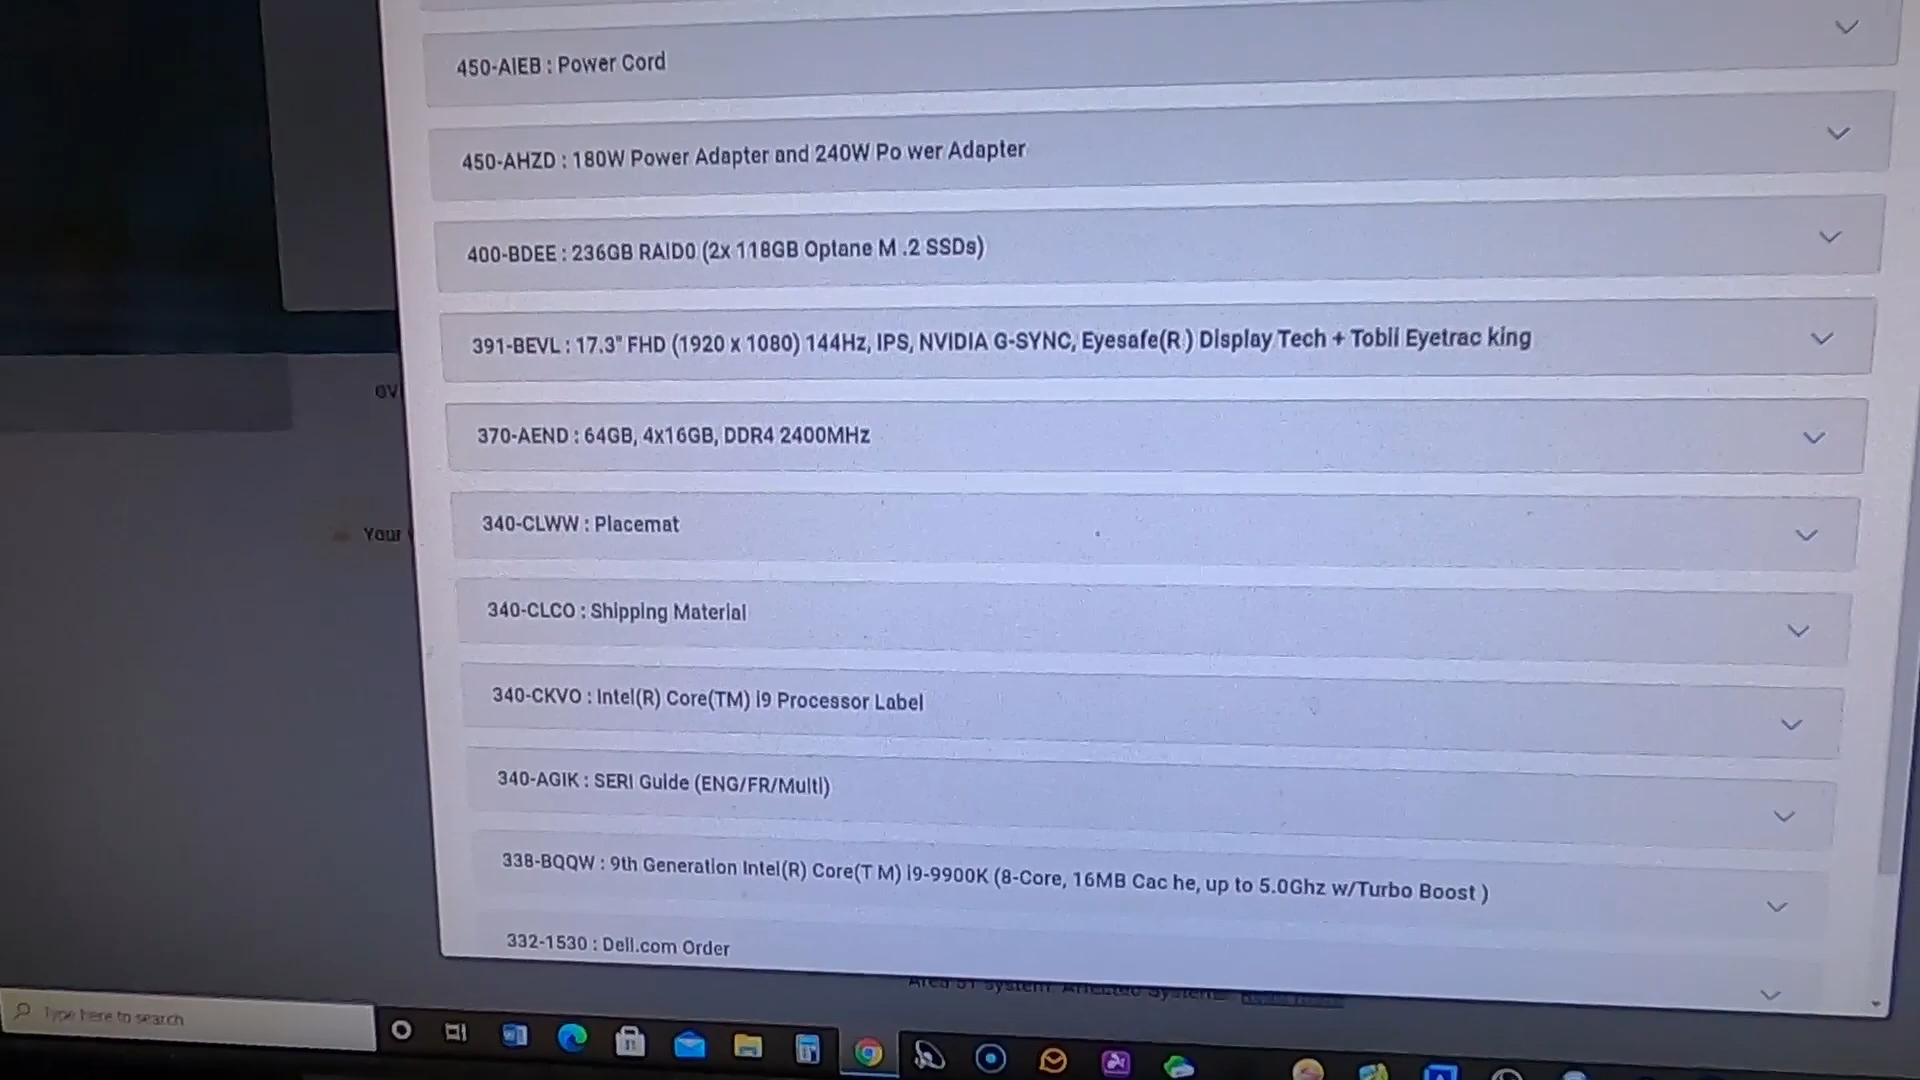 450-AIEB : Power Cord
450-AHZD : 180W Power Adapter and 240W Po wer Adapter
400-BDEE : 236GB RAID0 (2x 118GB Optane M .2 SSDs)
391-BEVL : 17.3" FHD (1920 x 1080) 144Hz, IPS, NVIDIA G-SYNC, Eyesafe(R ) Display Tech + Tobii Eyetrac king
370-AEND : 64GB, 4x16GB, DDR4 2400MHz
Your
340-CLWW : Placemat
340-CLCO : Shipping Material
340-CKVO : Intel(R) Core(TM) i9 Processor Label
340-AGIK : SERI Guide (ENG/FR/Multi)
338-BQQW : 9th Generation Intel(R) Core(T M) i9-9900K (8-Core, 16MB Cac he, up to 5.0Ghz w/Turbo Boost )
332-1530 : Dell.com Order
Type here to search